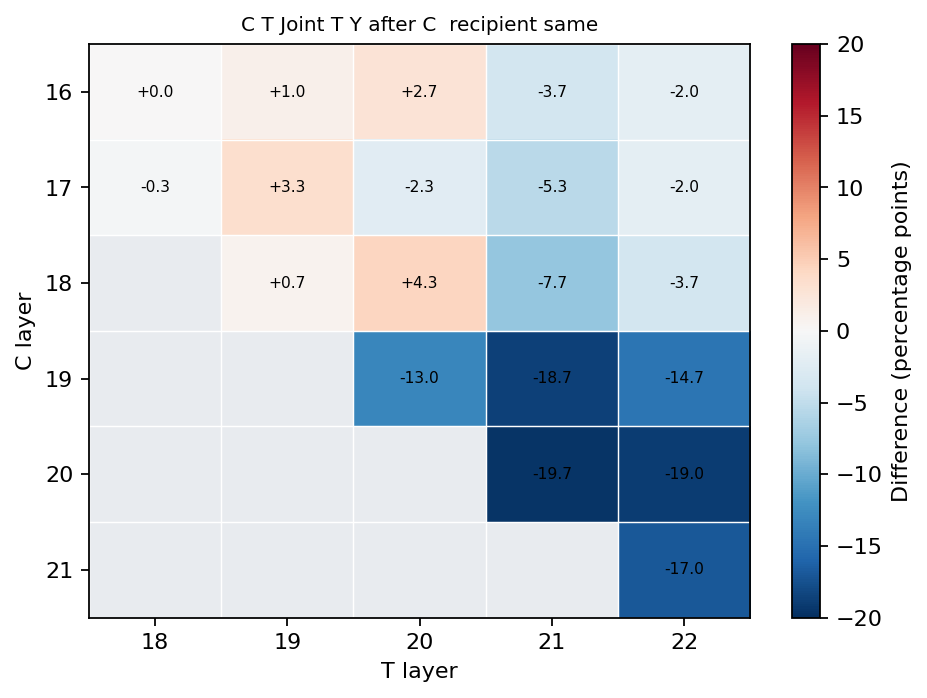 C T Joint T Y after C  recipient same
16 +0.0 +1.0 +2.7 -3.7 -2.0
17 -0.3 +3.3 -2.3 -5.3 -2.0
18 +0.7 +4.3 -7.7 -3.7
19 -13.0 -18.7 -14.7
20 -19.7 -19.0
21 -17.0
18 19 20 21 22
T layer
C layer
20
15
10
5
0
−5
−10
−15
−20
Difference (percentage points)